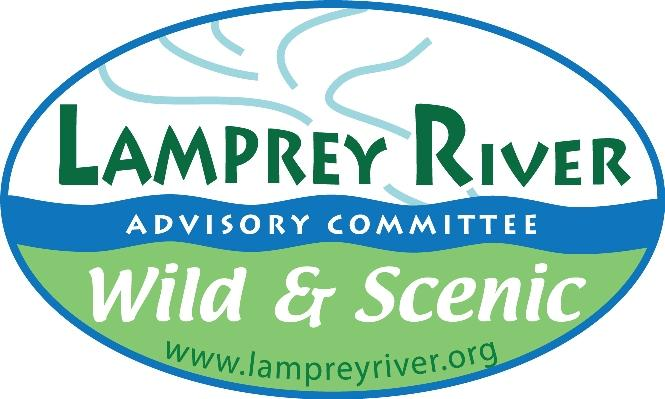 LAMPREY RIVER
ADVISORY COMMITTEE
Wild & Scenic
www.lampreyriver.org